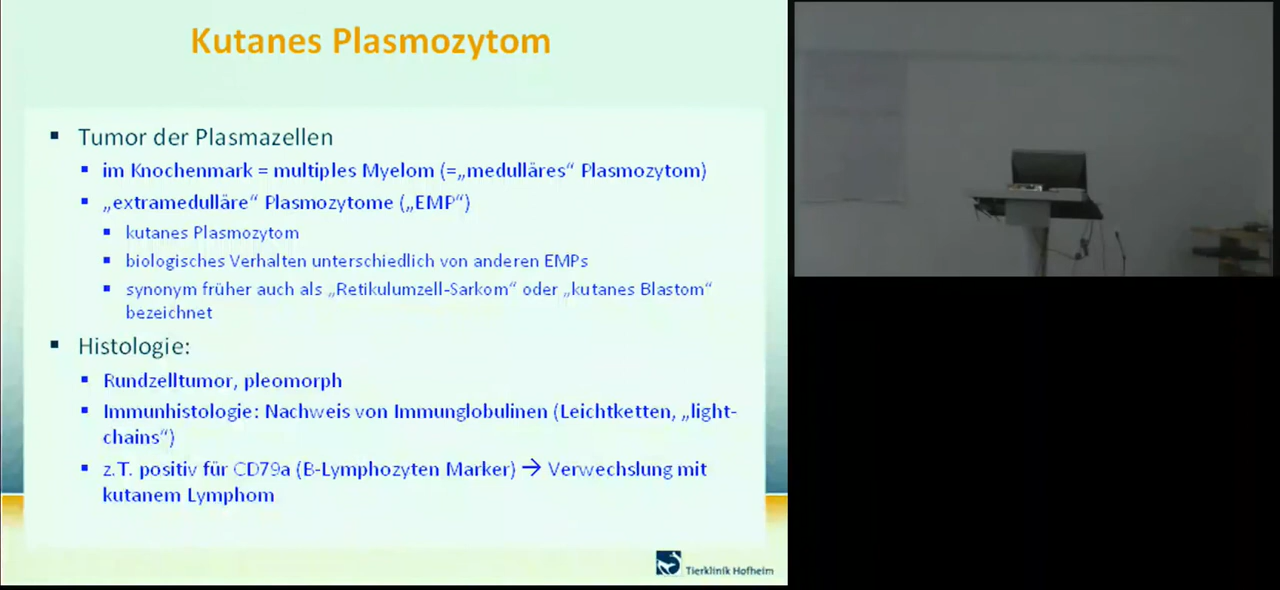 Kutanes Plasmozytom
▪ Tumor der Plasmazellen
▪ im Knochenmark = multiples Myelom (=„medulläres“ Plasmozytom)
▪ „extramedulläre“ Plasmozytome („EMP“)
▪ kutanes Plasmozytom
▪ biologisches Verhalten unterschiedlich von anderen EMPs
▪ synonym früher auch als „Retikulumzell-Sarkom“ oder „kutanes Blastom“
bezeichnet
▪ Histologie:
▪ Rundzelltumor, pleomorph
▪ Immunhistologie: Nachweis von Immunglobulinen (Leichtketten, „light-
chains“)
▪ z.T. positiv für CD79a (B-Lymphozyten Marker) → Verwechslung mit
kutanem Lymphom
Tierklinik Hofheim